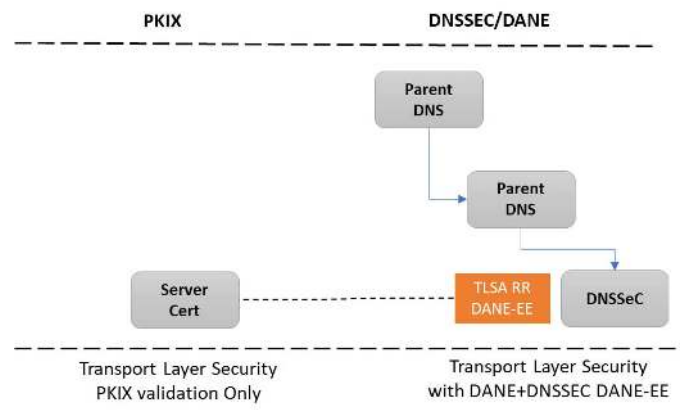 PKIX
DNSSEC/DANE
Parent
DNS
Parent
DNS
Server
Cert
TLSA RR
DANE-EE
DNSSeC
Transport Layer Security
PKIX validation Only
Transport Layer Security
with DANE+DNSSEC DANE-EE